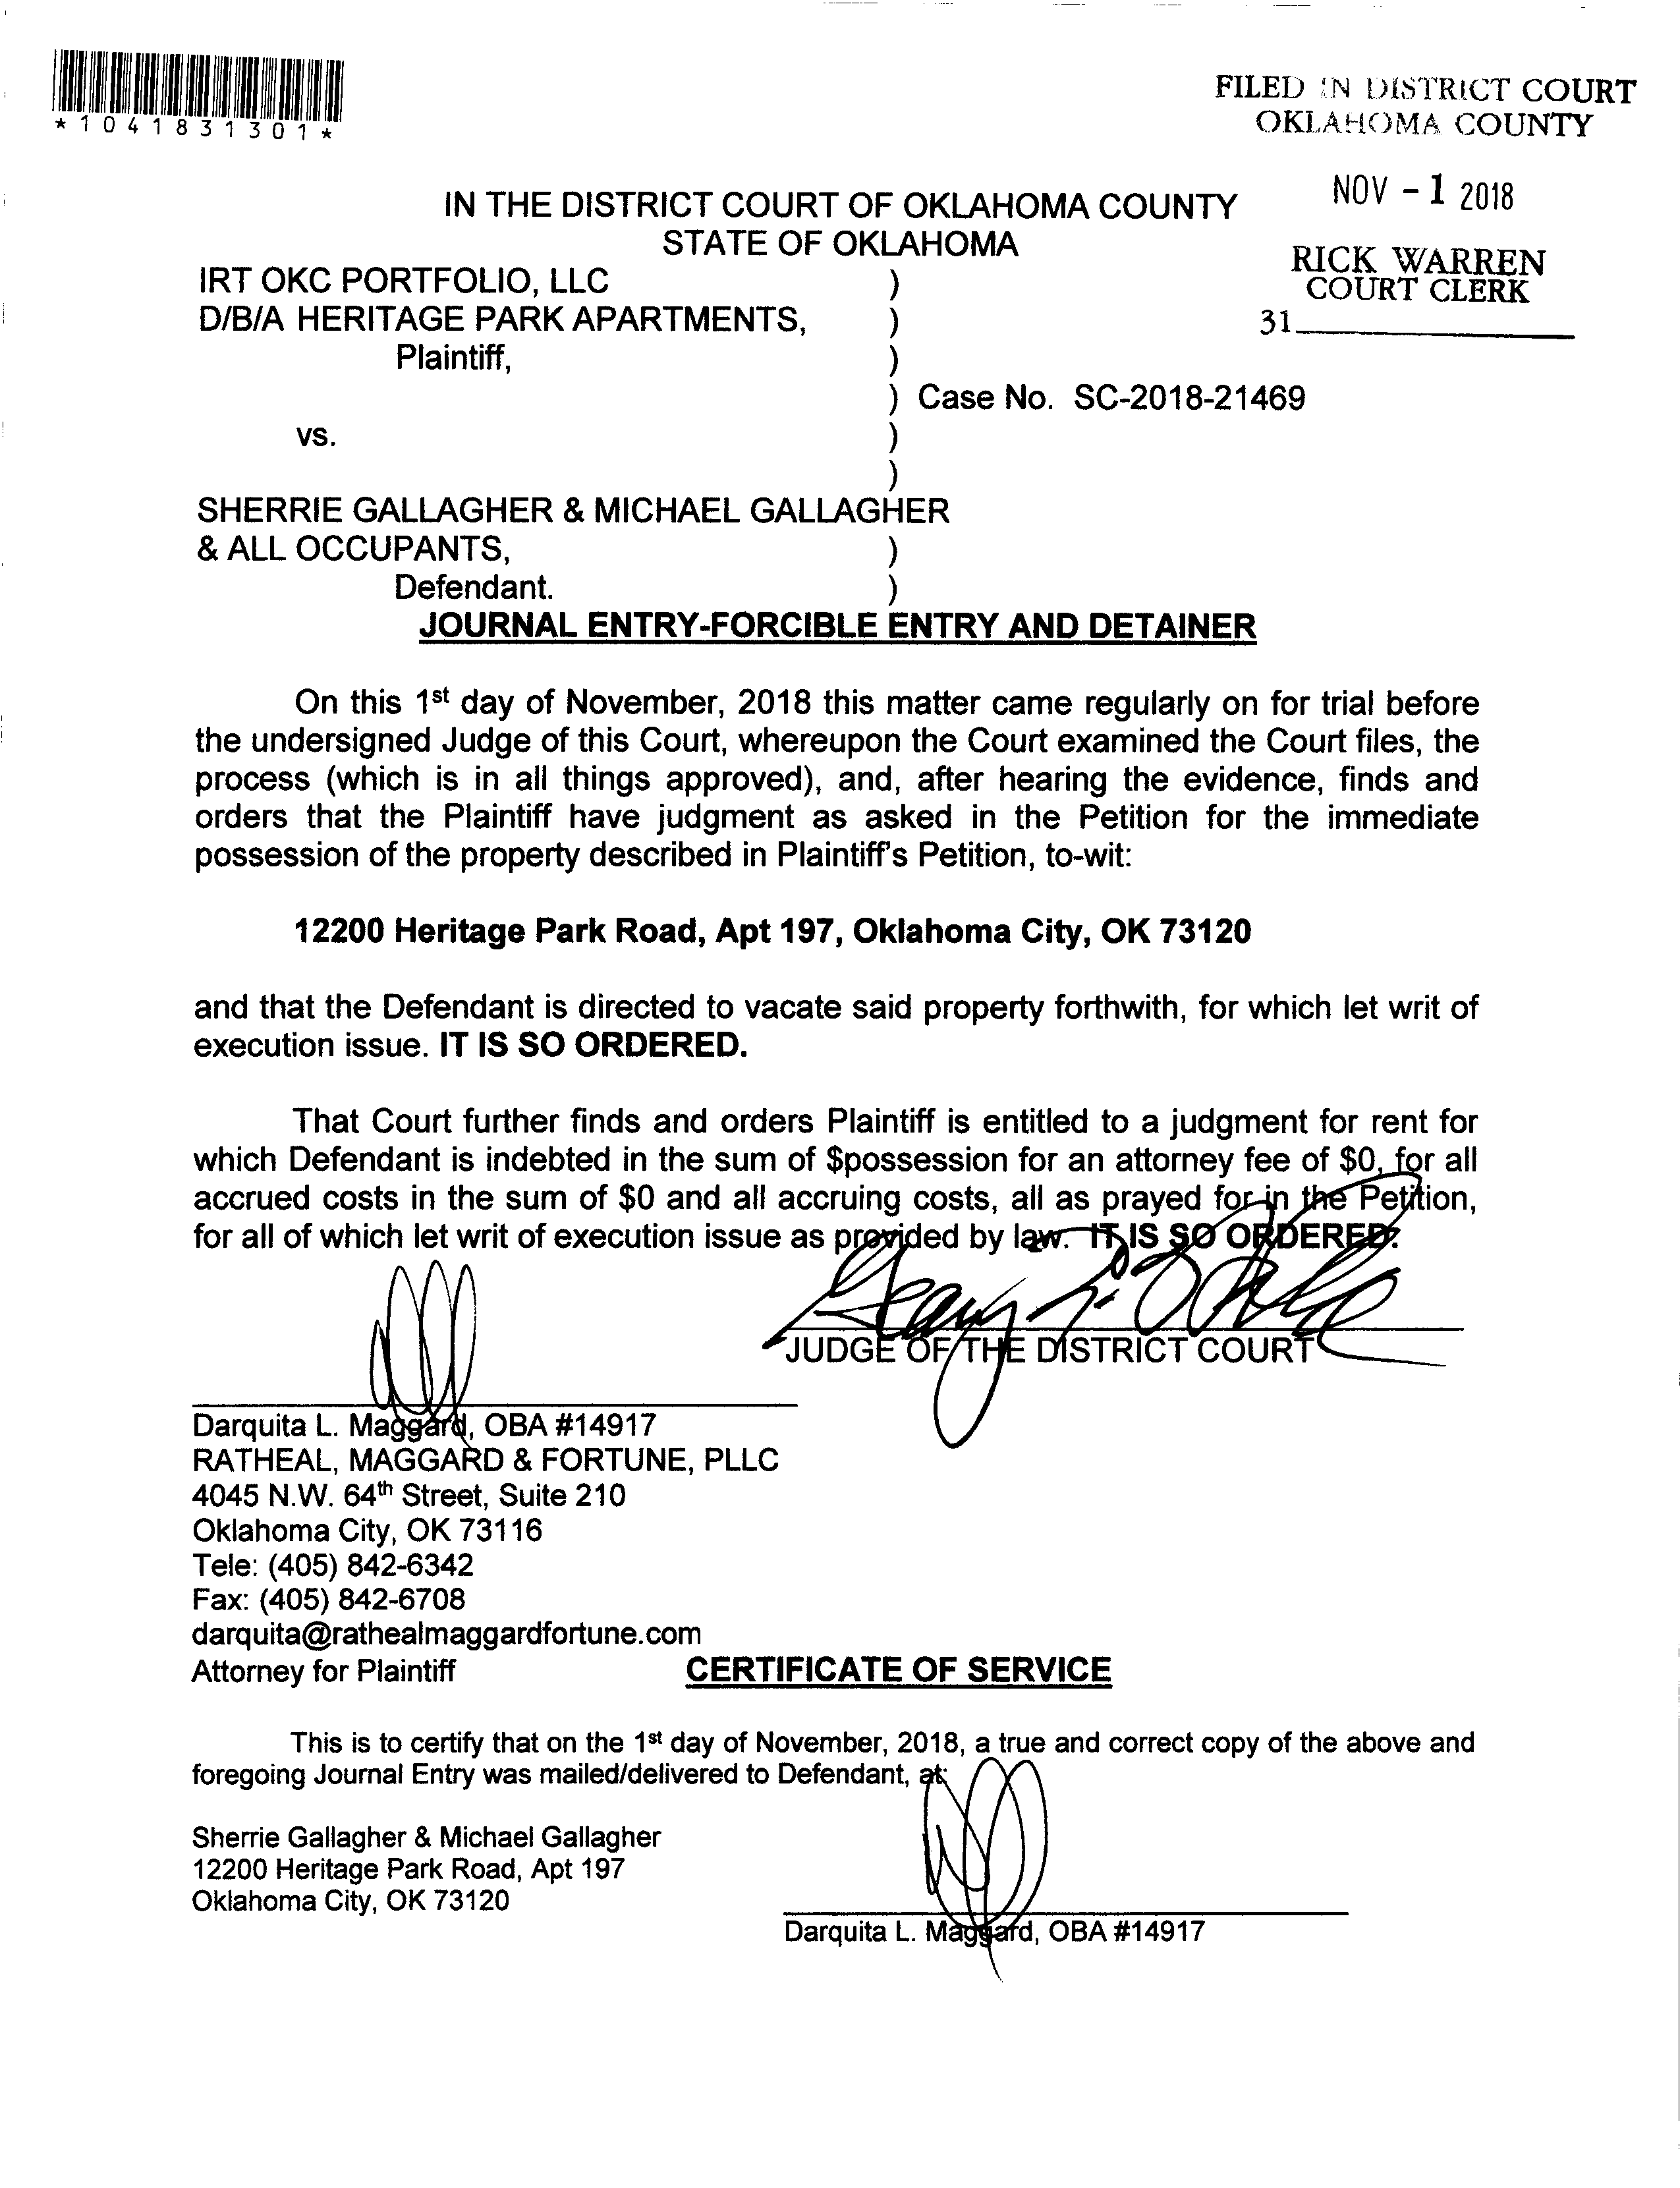 *1041831301*
FILED IN DISTRICT COURT
OKLAHOMA COUNTY
NOV - 1 2018
RICK WARREN
COURT CLERK
31
IN THE DISTRICT COURT OF OKLAHOMA COUNTY
STATE OF OKLAHOMA
IRT OKC PORTFOLIO, LLC )
D/B/A HERITAGE PARK APARTMENTS, )
Plaintiff, )
) Case No. SC-2018-21469
vs. )
)
SHERRIE GALLAGHER & MICHAEL GALLAGHER
& ALL OCCUPANTS, )
Defendant. )
JOURNAL ENTRY-FORCIBLE ENTRY AND DETAINER
On this 1st day of November, 2018 this matter came regularly on for trial before
the undersigned Judge of this Court, whereupon the Court examined the Court files, the
process (which is in all things approved), and, after hearing the evidence, finds and
orders that the Plaintiff have judgment as asked in the Petition for the immediate
possession of the property described in Plaintiff's Petition, to-wit:
12200 Heritage Park Road, Apt 197, Oklahoma City, OK 73120
and that the Defendant is directed to vacate said property forthwith, for which let writ of
execution issue. IT IS SO ORDERED.
That Court further finds and orders Plaintiff is entitled to a judgment for rent for
which Defendant is indebted in the sum of $possession for an attorney fee of $0, for all
accrued costs in the sum of $0 and all accruing costs, all as prayed for in the Petition,
for all of which let writ of execution issue as provided by law. IT IS SO ORDERED.
JUDGE OF THE DISTRICT COURT
Darquita L. Maggard, OBA #14917
RATHEAL, MAGGARD & FORTUNE, PLLC
4045 N.W. 64th Street, Suite 210
Oklahoma City, OK 73116
Tele: (405) 842-6342
Fax: (405) 842-6708
darquita@rathealmaggardfortune.com
Attorney for Plaintiff
CERTIFICATE OF SERVICE
This is to certify that on the 1st day of November, 2018, a true and correct copy of the above and
foregoing Journal Entry was mailed/delivered to Defendant, at:
Sherrie Gallagher & Michael Gallagher
12200 Heritage Park Road, Apt 197
Oklahoma City, OK 73120
Darquita L. Maggard, OBA #14917